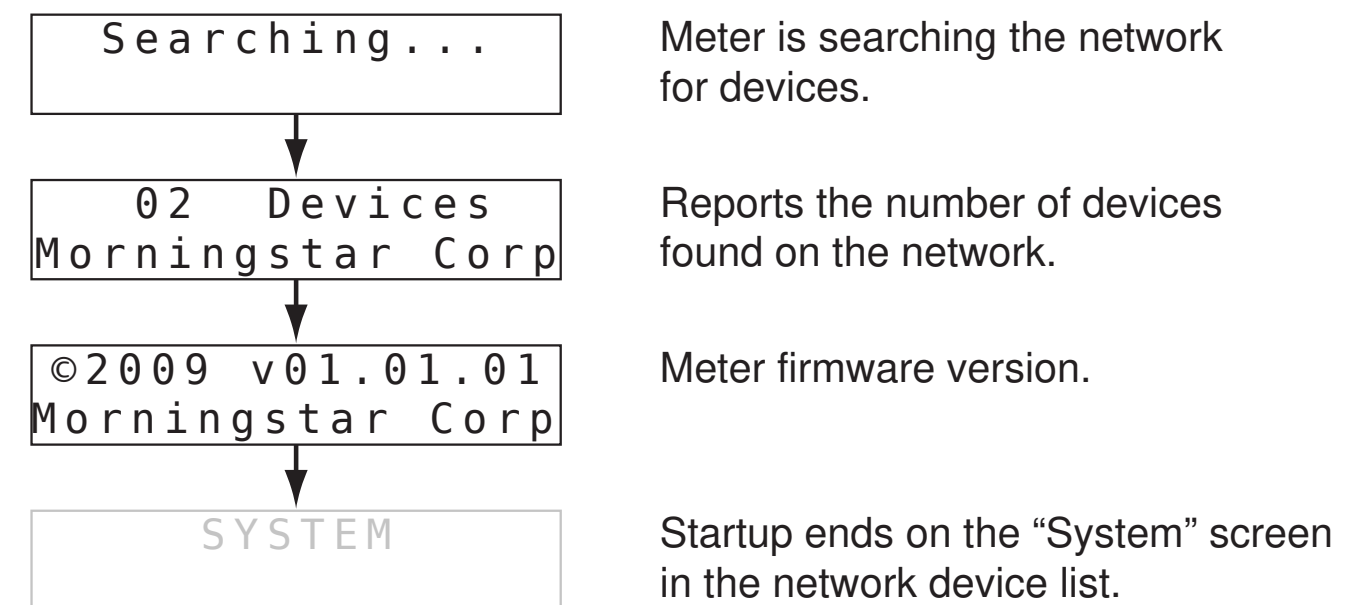 Searching...
Meter is searching the network
for devices.
02 Devices
Morningstar Corp
Reports the number of devices
found on the network.
©2009 v01.01.01
Morningstar Corp
Meter firmware version.
SYSTEM
Startup ends on the “System” screen
in the network device list.